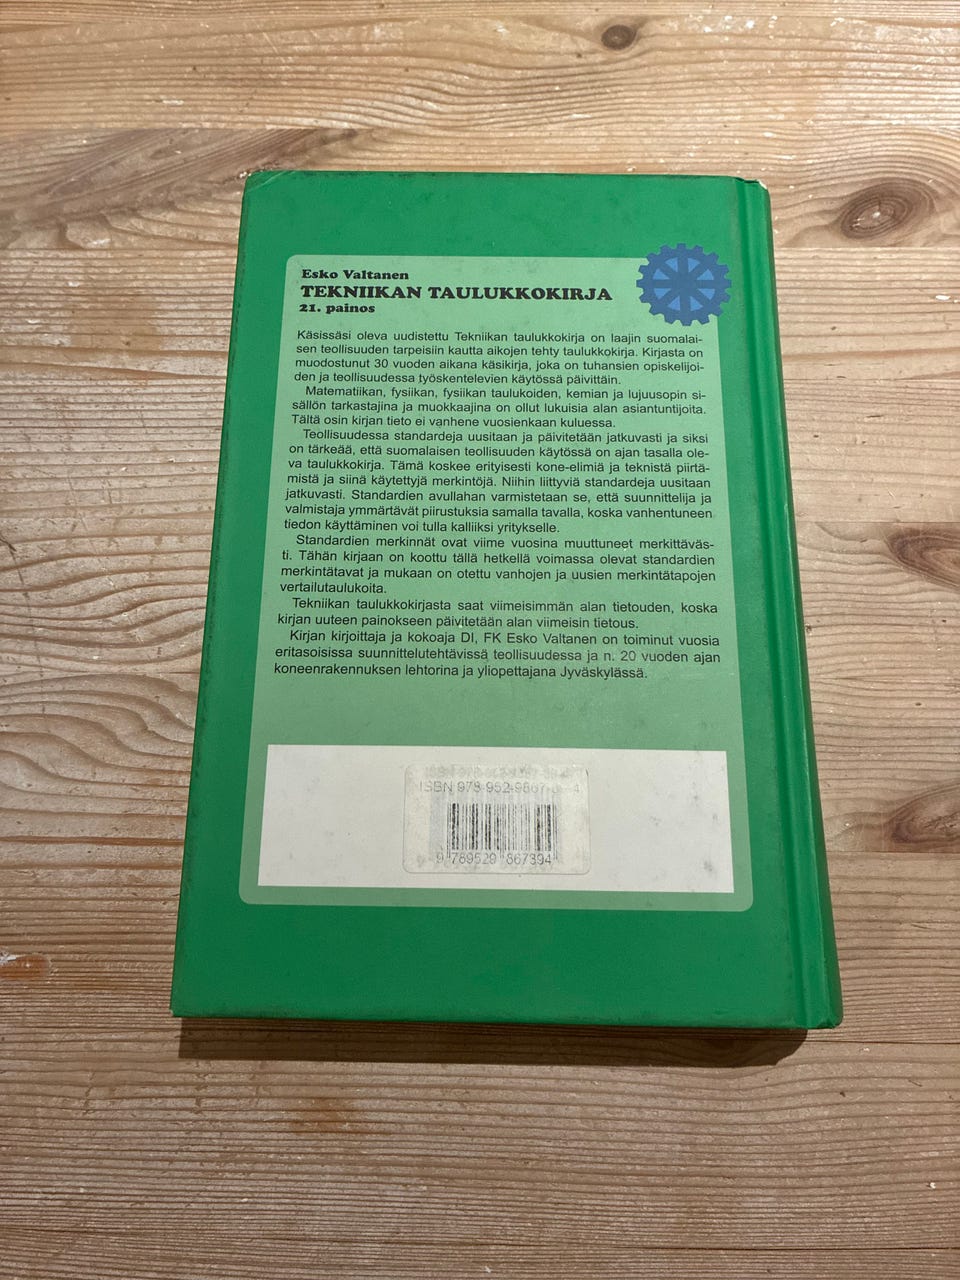 Esko Valtanen
TEKNIIKAN TAULUKKOKIRJA
21. painos
Käsissäsi oleva uudistettu Tekniikan taulukkokirja on laajin suomalai-
sen teollisuuden tarpeisiin kautta aikojen tehty taulukkokirja. Kirjasta on
muodostunut 30 vuoden aikana käsikirja, joka on tuhansien opiskelijoi-
den ja teollisuudessa työskentelevien käytössä päivittäin.
Matematiikan, fysiikan, fysiikan taulukoiden, kemian ja lujuusopin si-
sällön tarkastajina ja muokkaajina on ollut lukuisia alan asiantuntijoita.
Tältä osin kirjan tieto ei vanhene vuosienkaan kuluessa.
Teollisuudessa standardeja uusitaan ja päivitetään jatkuvasti ja siksi
on tärkeää, että suomalaisen teollisuuden käytössä on ajan tasalla ole-
va taulukkokirja. Tämä koskee erityisesti kone-elimiä ja teknistä piirtä-
mistä ja siinä käytettyjä merkintöjä. Niihin liittyviä standardeja uusitaan
jatkuvasti. Standardien avullahan varmistetaan se, että suunnittelija ja
valmistaja ymmärtävät piirustuksia samalla tavalla, koska vanhentuneen
tiedon käyttäminen voi tulla kalliiksi yritykselle.
Standardien merkinnät ovat viime vuosina muuttuneet merkittäväs-
ti. Tähän kirjaan on koottu tällä hetkellä voimassa olevat standardien
merkintätavat ja mukaan on otettu vanhojen ja uusien merkintätapojen
vertailutaulukoita.
Tekniikan taulukkokirjasta saat viimeisimmän alan tietouden, koska
kirjan uuteen painokseen päivitetään alan viimeisin tietous.
Kirjan kirjoittaja ja kokoaja DI, FK Esko Valtanen on toiminut vuosia
eritasoisissa suunnittelutehtävissä teollisuudessa ja n. 20 vuoden ajan
koneenrakennuksen lehtorina ja yliopettajana Jyväskylässä.
ISBN
9 789529 867394